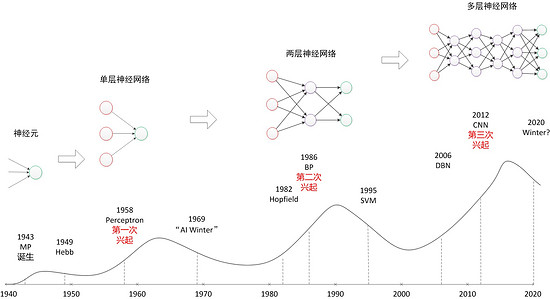 多层神经网络
两层神经网络
单层神经网络
神经元
1943
MP
诞生
1949
Hebb
1958
Perceptron
第一次
兴起
1969
“AI Winter”
1982
Hopfield
1986
BP
第二次
兴起
1995
SVM
2006
DBN
2012
CNN
第三次
兴起
2020
Winter?
1940 1950 1960 1970 1980 1990 2000 2010 2020